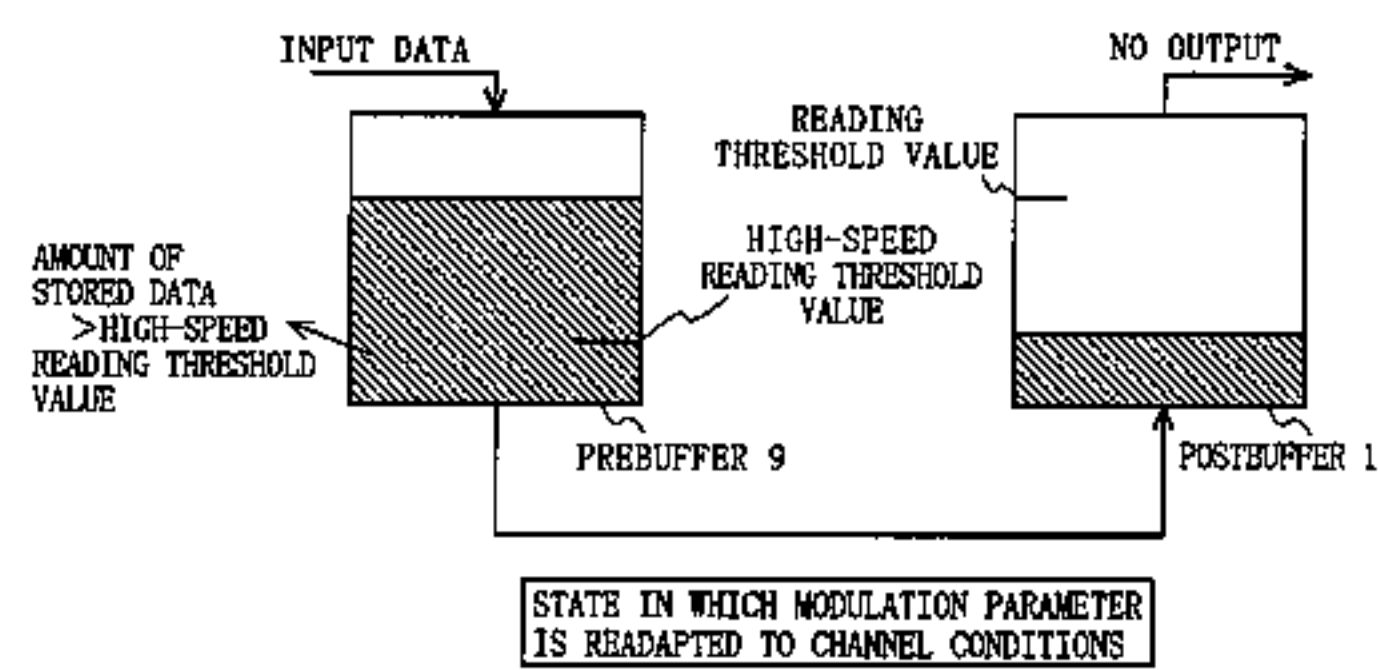 INPUT DATA
NO OUTPUT
READING
THRESHOLD VALUE
HIGH-SPEED
READING THRESHOLD
VALUE
AMOUNT OF
STORED DATA
>HIGH-SPEED
READING THRESHOLD
VALUE
PREBUFFER 9
POSTBUFFER 1
STATE IN WHICH MODULATION PARAMETER
IS READAPTED TO CHANNEL CONDITIONS